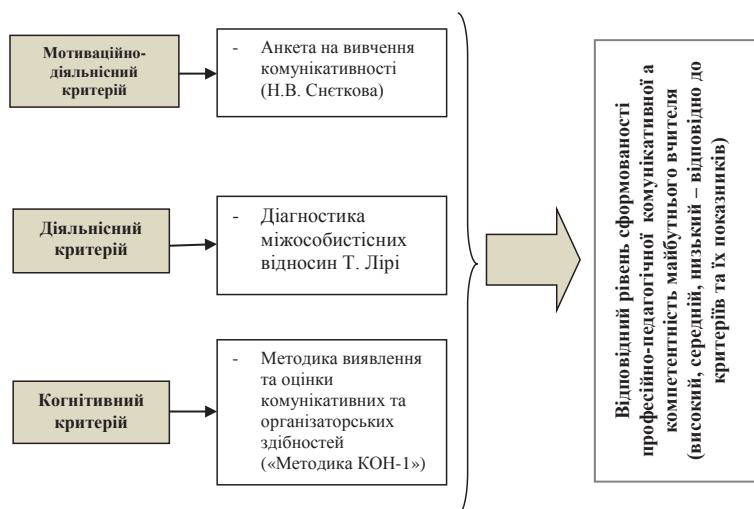 Мотиваційно-
діяльнісний
критерій
- Анкета на вивчення
комунікативності
(Н.В. Снєткова)
Діяльнісний
критерій
- Діагностика
міжособистісних
відносин Т. Лірі
Когнітивний
критерій
- Методика виявлення
та оцінки
комунікативних та
організаторських
здібностей
(«Методика КОН-1»)
Відповідний рівень сформованості
професійно-педагогічної комунікативної а
компетентність майбутнього вчителя
(високий, середній, низький – відповідно до
критеріїв та їх показників)